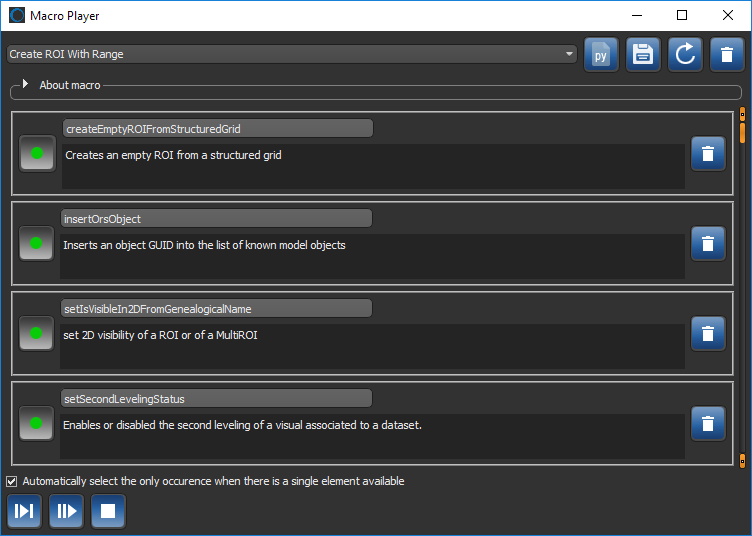 Macro Player
Create ROI With Range
py
About macro
createEmptyROIFromStructuredGrid
Creates an empty ROI from a structured grid
insertOrsObject
Inserts an object GUID into the list of known model objects
setIsVisibleIn2DFromGenealogicalName
set 2D visibility of a ROI or of a MultiROI
setSecondLevelingStatus
Enables or disabled the second leveling of a visual associated to a dataset.
Automatically select the only occurence when there is a single element available